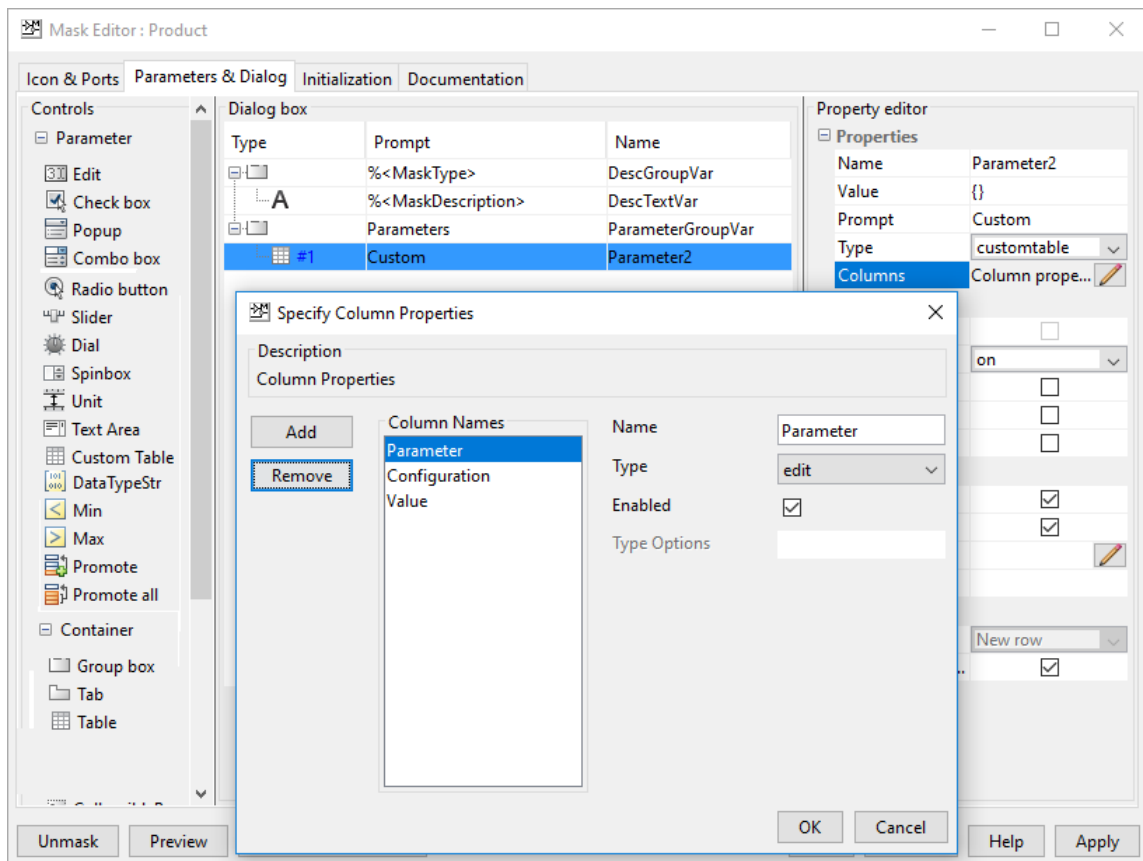 Mask Editor : Product
Icon & Ports Parameters & Dialog Initialization Documentation
Controls
Parameter
Edit
Check box
Popup
Combo box
Radio button
Slider
Dial
Spinbox
Unit
Text Area
Custom Table
DataTypeStr
Min
Max
Promote
Promote all
Container
Group box
Tab
Table
Dialog box
Type Prompt Name
%<MaskType> DescGroupVar
A %<MaskDescription> DescTextVar
Parameters ParameterGroupVar
#1 Custom Parameter2
Property editor
Properties
Name Parameter2
Value {}
Prompt Custom
Type customtable
Columns Column prope...
on
New row
..
Specify Column Properties
Description
Column Properties
Add
Remove
Column Names
Parameter
Configuration
Value
Name Parameter
Type edit
Enabled
Type Options
OK Cancel
Unmask Preview Help Apply